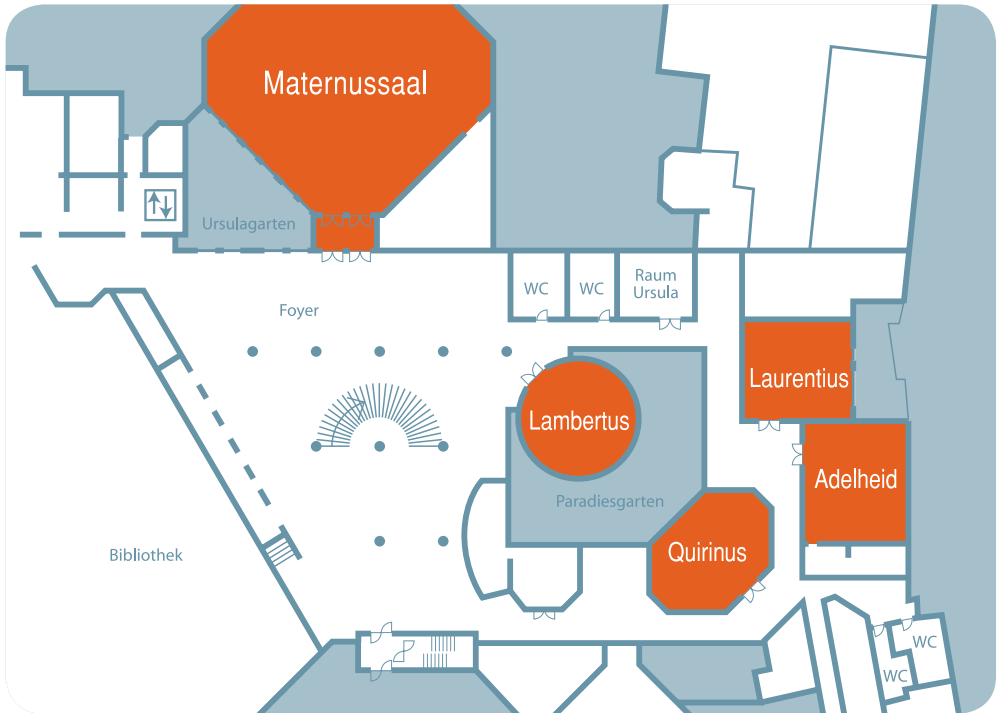 Maternussaal
Ursulagarten
Foyer
WC
WC
Raum
Ursula
Laurentius
Lambertus
Adelheid
Paradiesgarten
Quirinus
Bibliothek
WC
WC